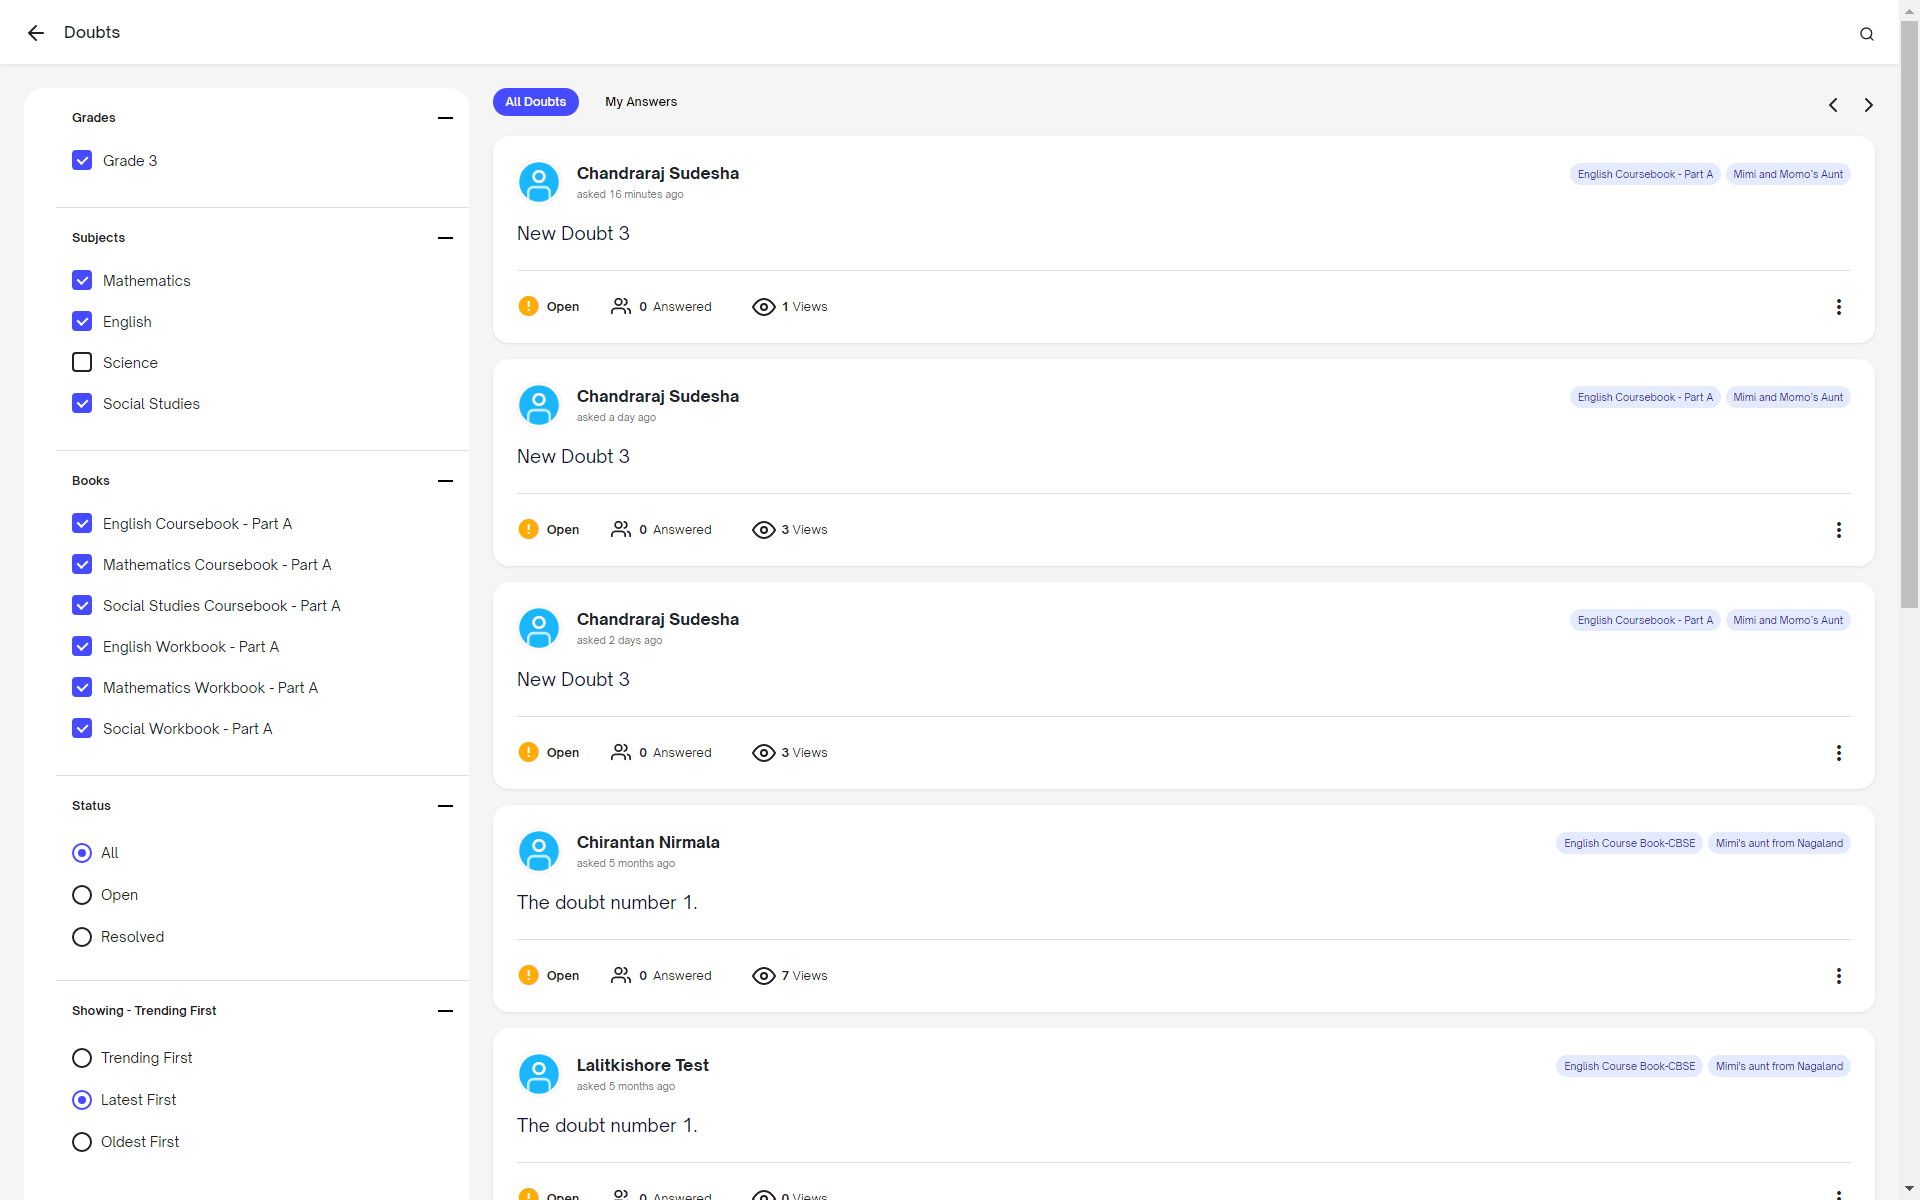 Doubts
Grades
Grade 3
Subjects
Mathematics
English
Science
Social Studies
Books
English Coursebook - Part A
Mathematics Coursebook - Part A
Social Studies Coursebook - Part A
English Workbook - Part A
Mathematics Workbook - Part A
Social Workbook - Part A
Status
All
Open
Resolved
Showing - Trending First
Trending First
Latest First
Oldest First
All Doubts My Answers
Chandraraj Sudesha English Coursebook - Part A Mimi and Momo's Aunt
asked 16 minutes ago
New Doubt 3
Open 0 Answered 1 Views
Chandraraj Sudesha English Coursebook - Part A Mimi and Momo's Aunt
asked a day ago
New Doubt 3
Open 0 Answered 3 Views
Chandraraj Sudesha English Coursebook - Part A Mimi and Momo's Aunt
asked 2 days ago
New Doubt 3
Open 0 Answered 3 Views
Chirantan Nirmala English Course Book-CBSE Mimi's aunt from Nagaland
asked 5 months ago
The doubt number 1.
Open 0 Answered 7 Views
Lalitkishore Test English Course Book-CBSE Mimi's aunt from Nagaland
asked 5 months ago
The doubt number 1.
Open 0 Answered 0 Views